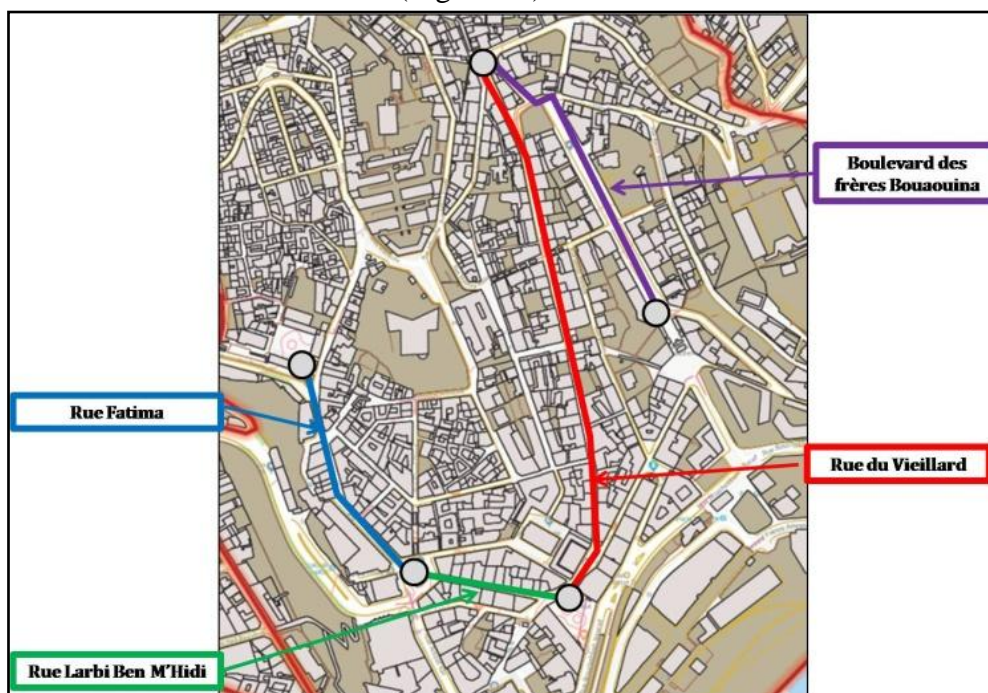 Boulevard des
frères Bouaouina
Rue Fatima
Rue du Vieillard
Rue Larbi Ben M'Hidi